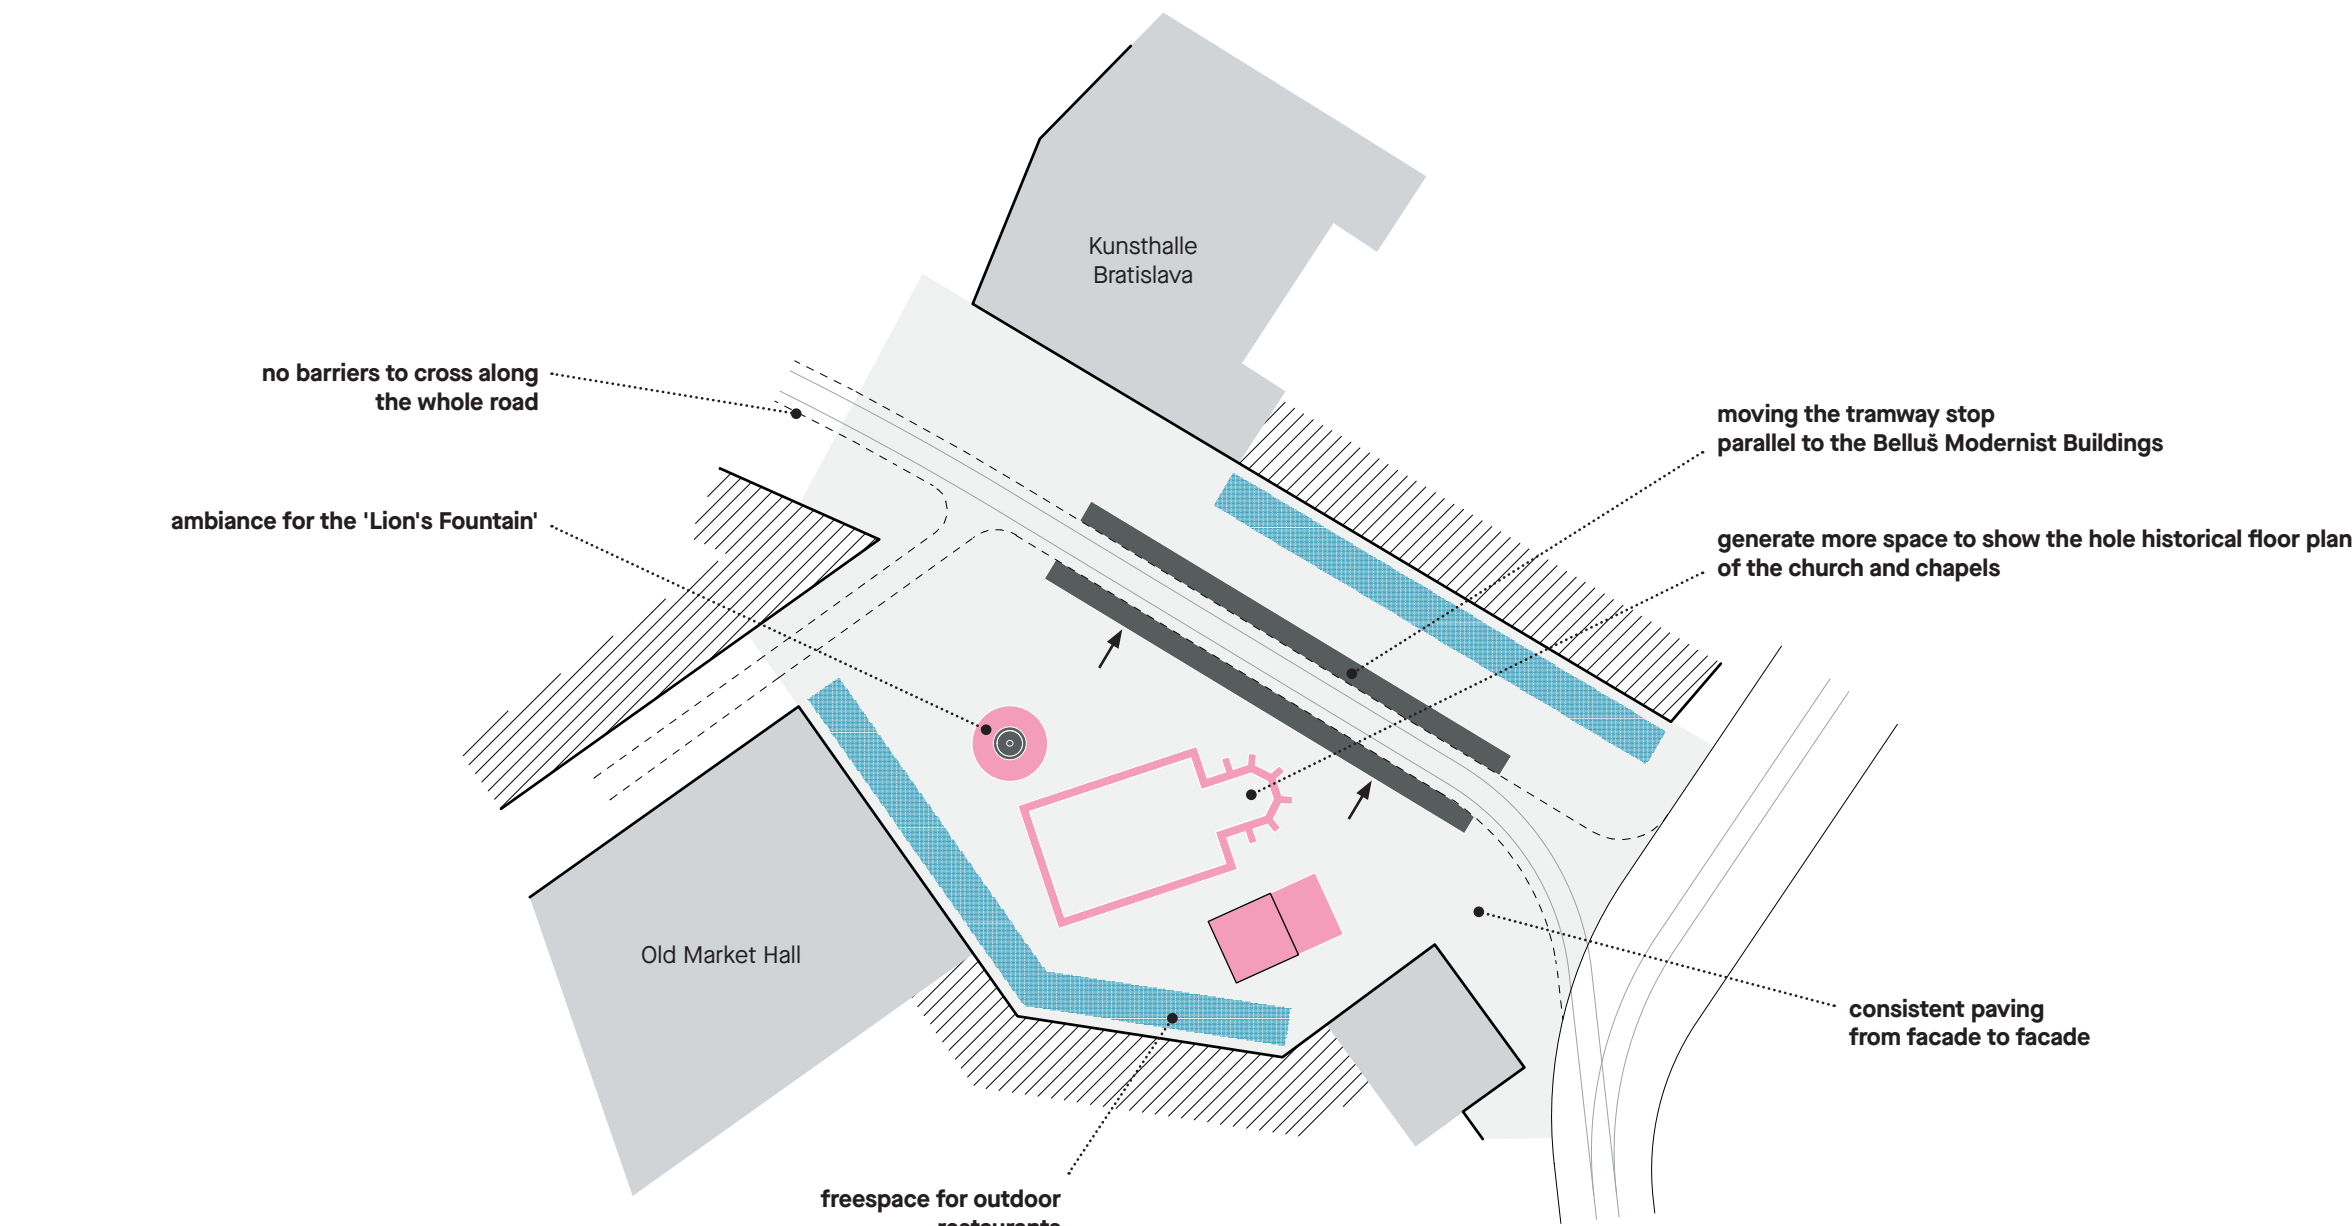 Kunsthalle
Bratislava
no barriers to cross along
the whole road
moving the tramway stop
parallel to the Belluš Modernist Buildings
ambiance for the 'Lion's Fountain'
generate more space to show the hole historical floor plan
of the church and chapels
Old Market Hall
consistent paving
from facade to facade
freespace for outdoor
restaurants